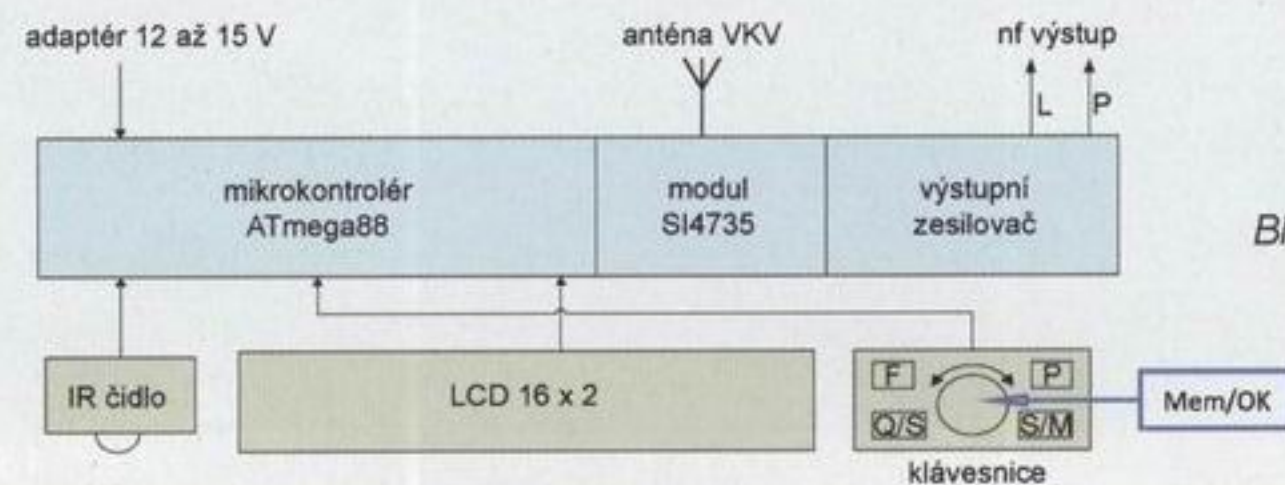 adaptér 12 až 15 V
anténa VKV
nf výstup
L
P
mikrokontrolér
ATmega88
modul
SI4735
výstupní
zesilovač
IR čidlo
LCD 16 x 2
F
P
Q/S
S/M
Mem/OK
klávesnice